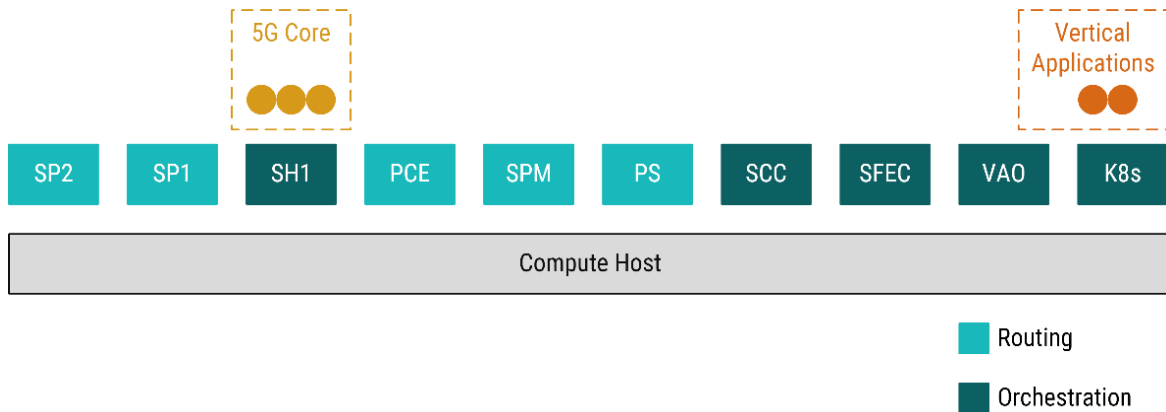 5G Core
Vertical
Applications
SP2
SP1
SH1
PCE
SPM
PS
SCC
SFEC
VAO
K8s
Compute Host
Routing
Orchestration